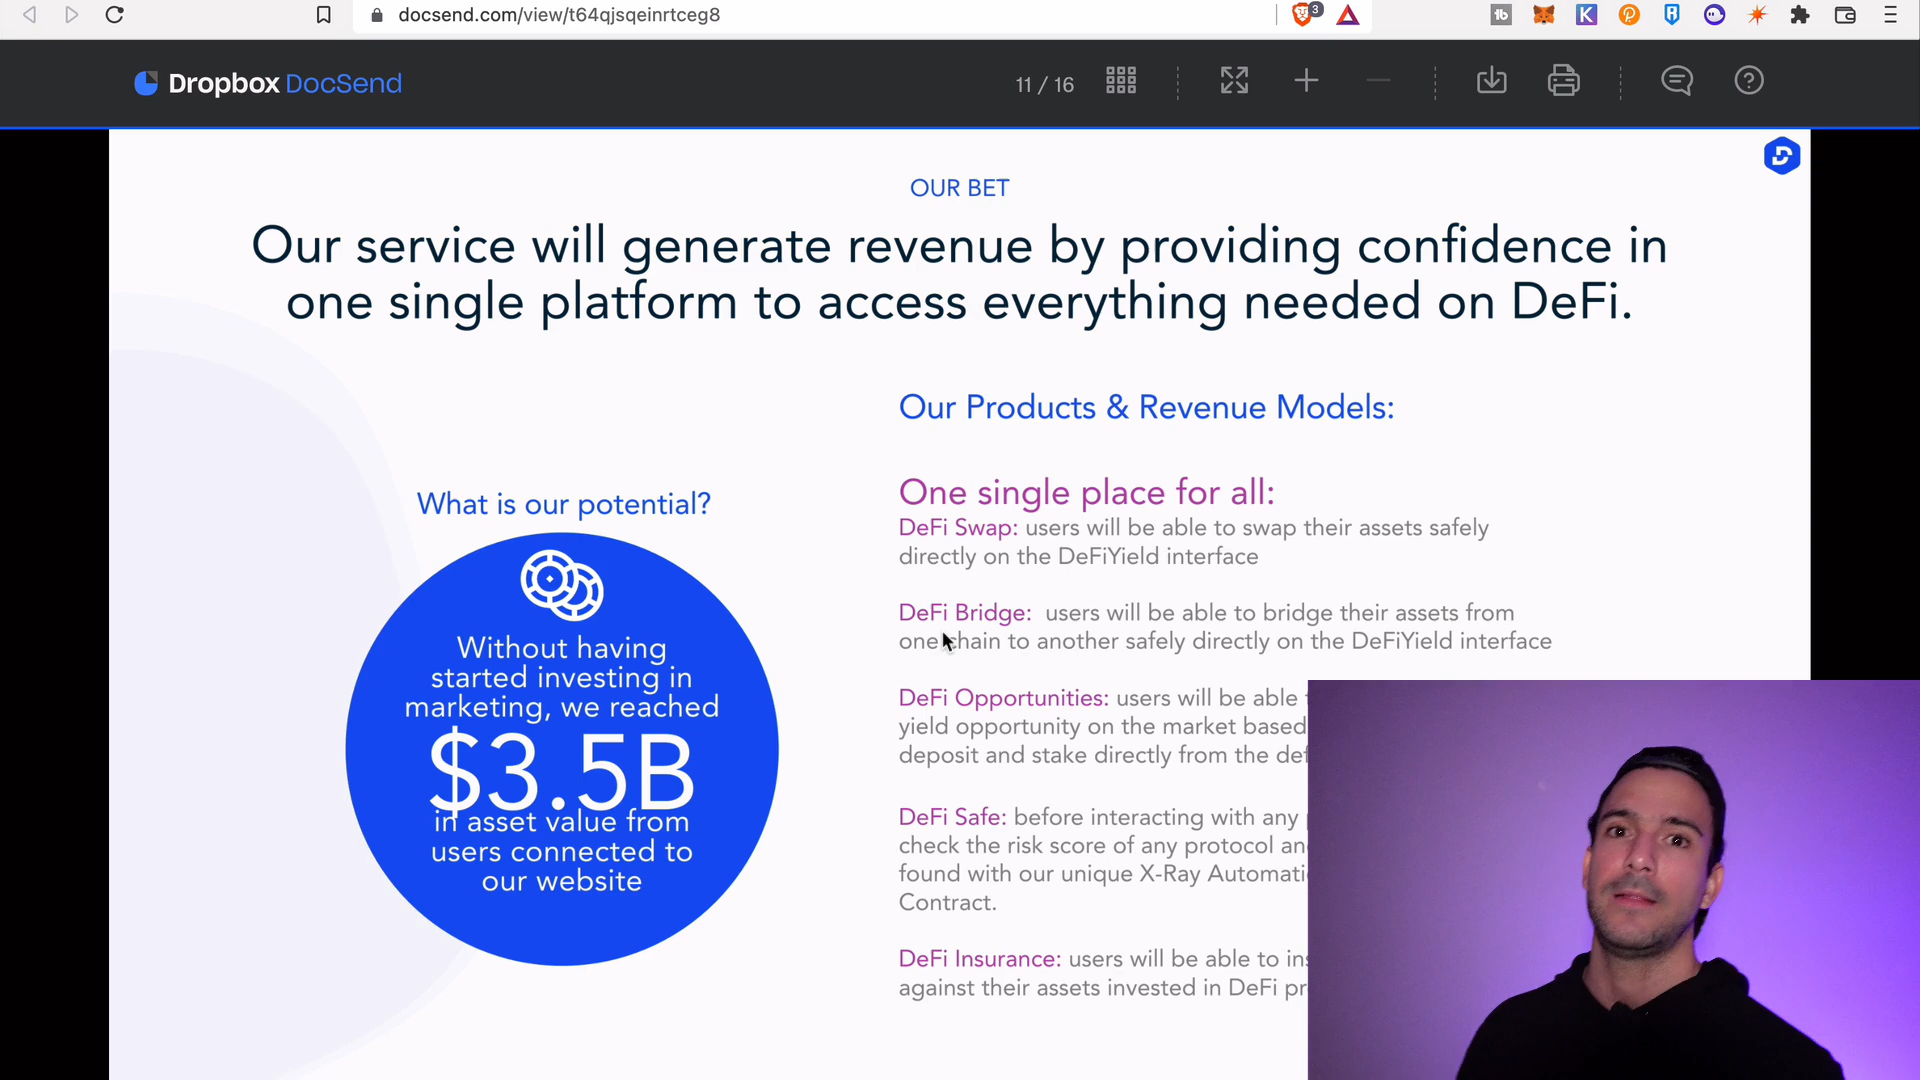 docsend.com/view/t64qjsqeinrtceg8
3
tb
K
Dropbox DocSend
11 / 16
OUR BET
Our service will generate revenue by providing confidence in
one single platform to access everything needed on DeFi.
Our Products & Revenue Models:
What is our potential?
Without having
started investing in
marketing, we reached
$3.5B
in asset value from
users connected to
our website
One single place for all:
DeFi Swap: users will be able to swap their assets safely
directly on the DeFiYield interface
DeFi Bridge: users will be able to bridge their assets from
one chain to another safely directly on the DeFiYield interface
DeFi Opportunities: users will be able
yield opportunity on the market based
deposit and stake directly from the
DeFi Safe: before interacting with any
check the risk score of any protocol
found with our unique X-Ray
Contract.
DeFi Insurance: users will be able to
against their assets invested in DeFi